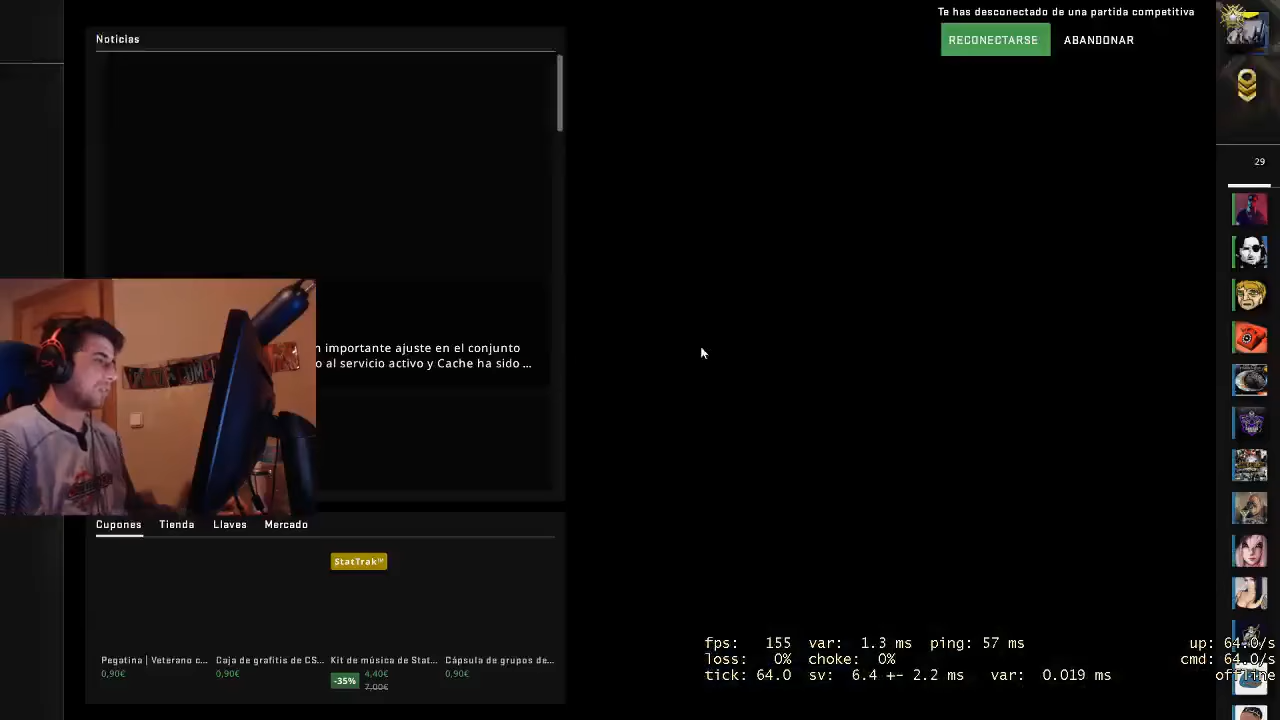 Te has desconectado de una partida competitiva
RECONECTARSE
ABANDONAR
Noticias
29
n importante ajuste en el conjunto
o al servicio activo y Cache ha sido ...
Cupones
Tienda
Llaves
Mercado
StatTrak™
Pegatina | Veterano c...
0,90€
Caja de grafitis de CS...
0,90€
Kit de música de Stat...
-35%
4,40€
7,00€
Cápsula de grupos de...
0,90€
fps: 155 var: 1.3 ms ping: 57 ms
loss: 0% choke: 0%
tick: 64.0 sv: 6.4 +- 2.2 ms var: 0.019 ms
up: 64.0/s
cmd: 64.0/s
offline